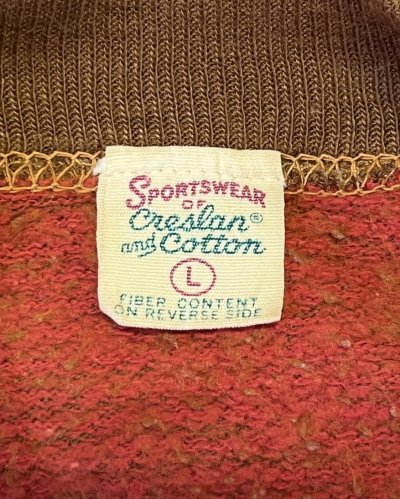 SPORTSWEAR
OF
Creslan®
and Cotton
L
FIBER CONTENT
ON REVERSE SIDE